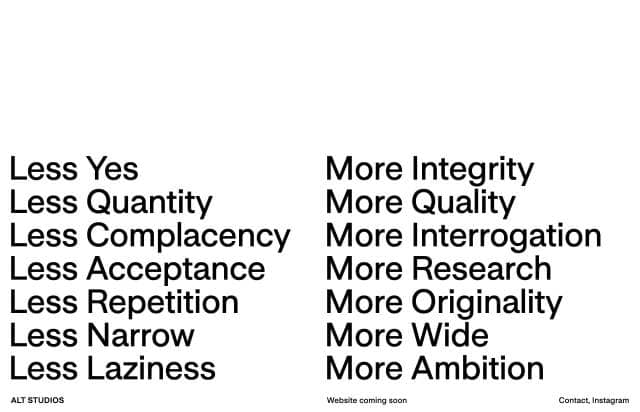 Less Yes
Less Quantity
Less Complacency
Less Acceptance
Less Repetition
Less Narrow
Less Laziness
More Integrity
More Quality
More Interrogation
More Research
More Originality
More Wide
More Ambition
ALT STUDIOS
Website coming soon
Contact, Instagram